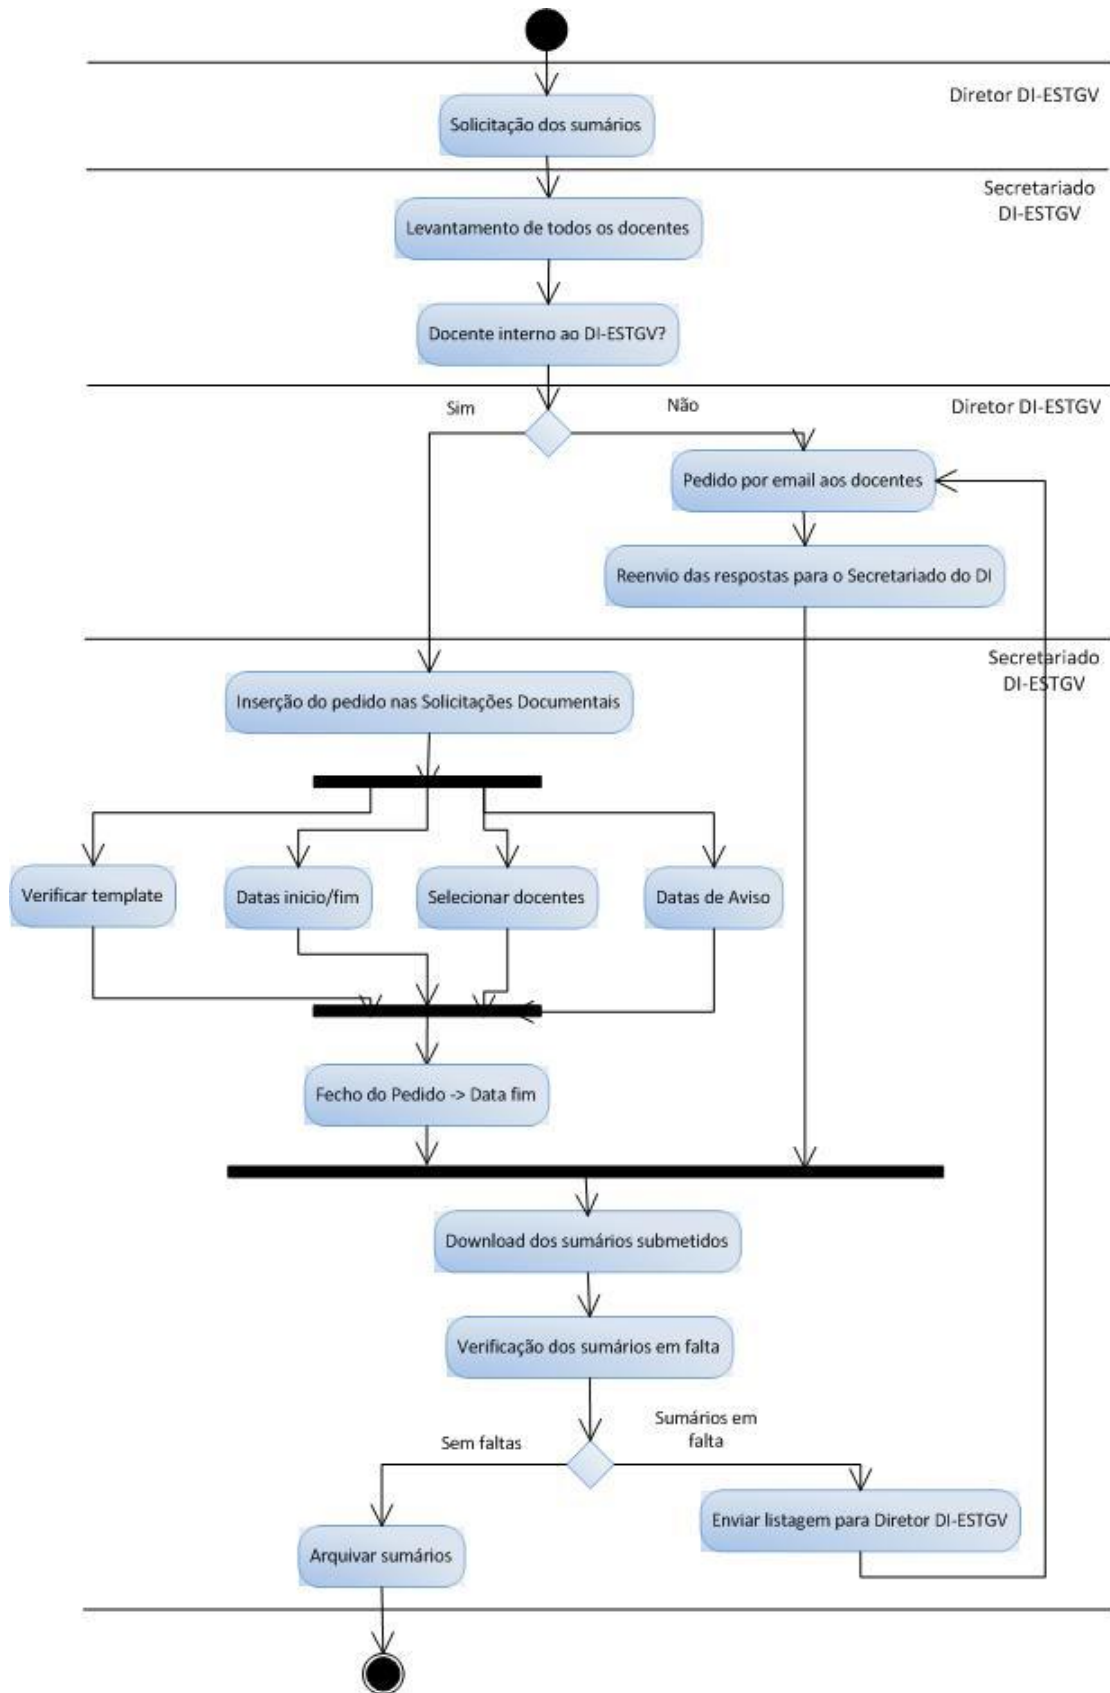 Diretor DI-ESTGV
Solicitação dos sumários
Secretariado
DI-ESTGV
Levantamento de todos os docentes
Docente interno ao DI-ESTGV?
Sim
Não
Diretor DI-ESTGV
Pedido por email aos docentes
Reenvio das respostas para o Secretariado do DI
Secretariado
DI-ESTGV
Inserção do pedido nas Solicitações Documentais
Verificar template
Datas inicio/fim
Selecionar docentes
Datas de Aviso
Fecho do Pedido -> Data fim
Download dos sumários submetidos
Verificação dos sumários em falta
Sem faltas
Sumários em
falta
Enviar listagem para Diretor DI-ESTGV
Arquivar sumários